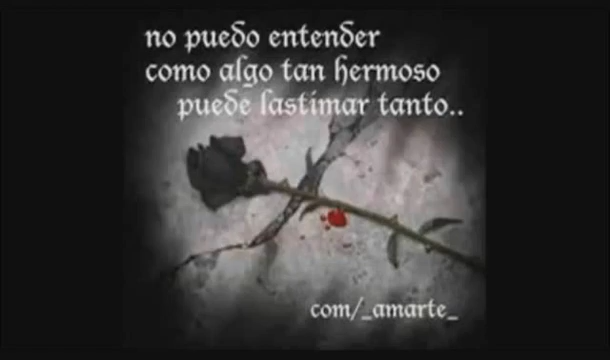 no puedo entender
como algo tan hermoso
puede lastimar tanto..
com/_amarte_